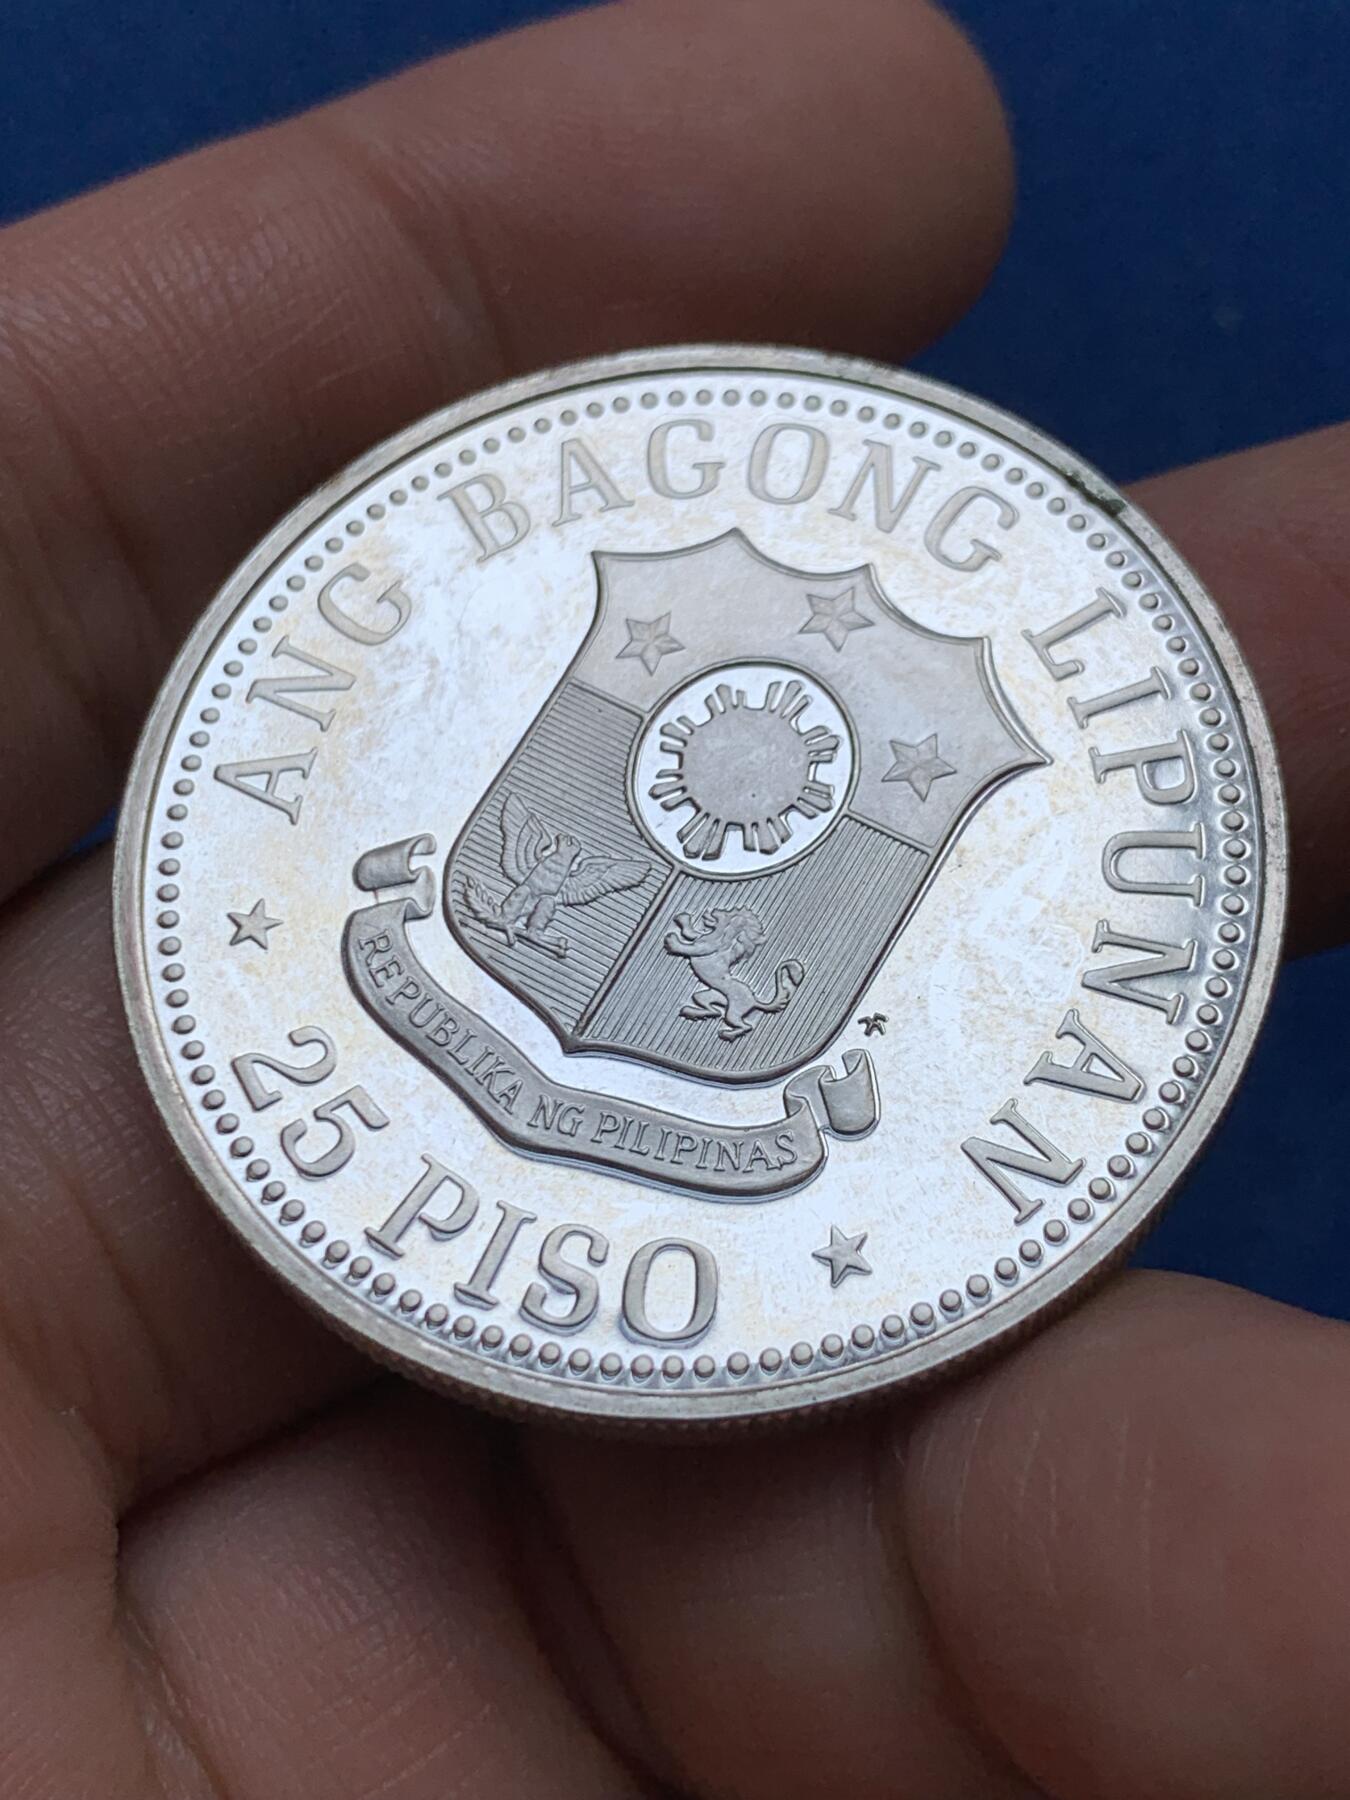 ANG BAGONG LIPUNAN
REPUBLIKA NG PILIPINAS
25 PISO